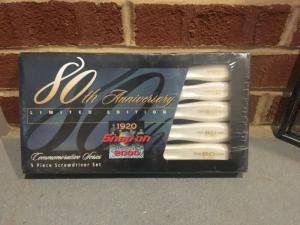 80th Anniversary
LIMITED EDITION
1920
Snap-on
2000
Commemorative Series
5 Piece Screwdriver Set